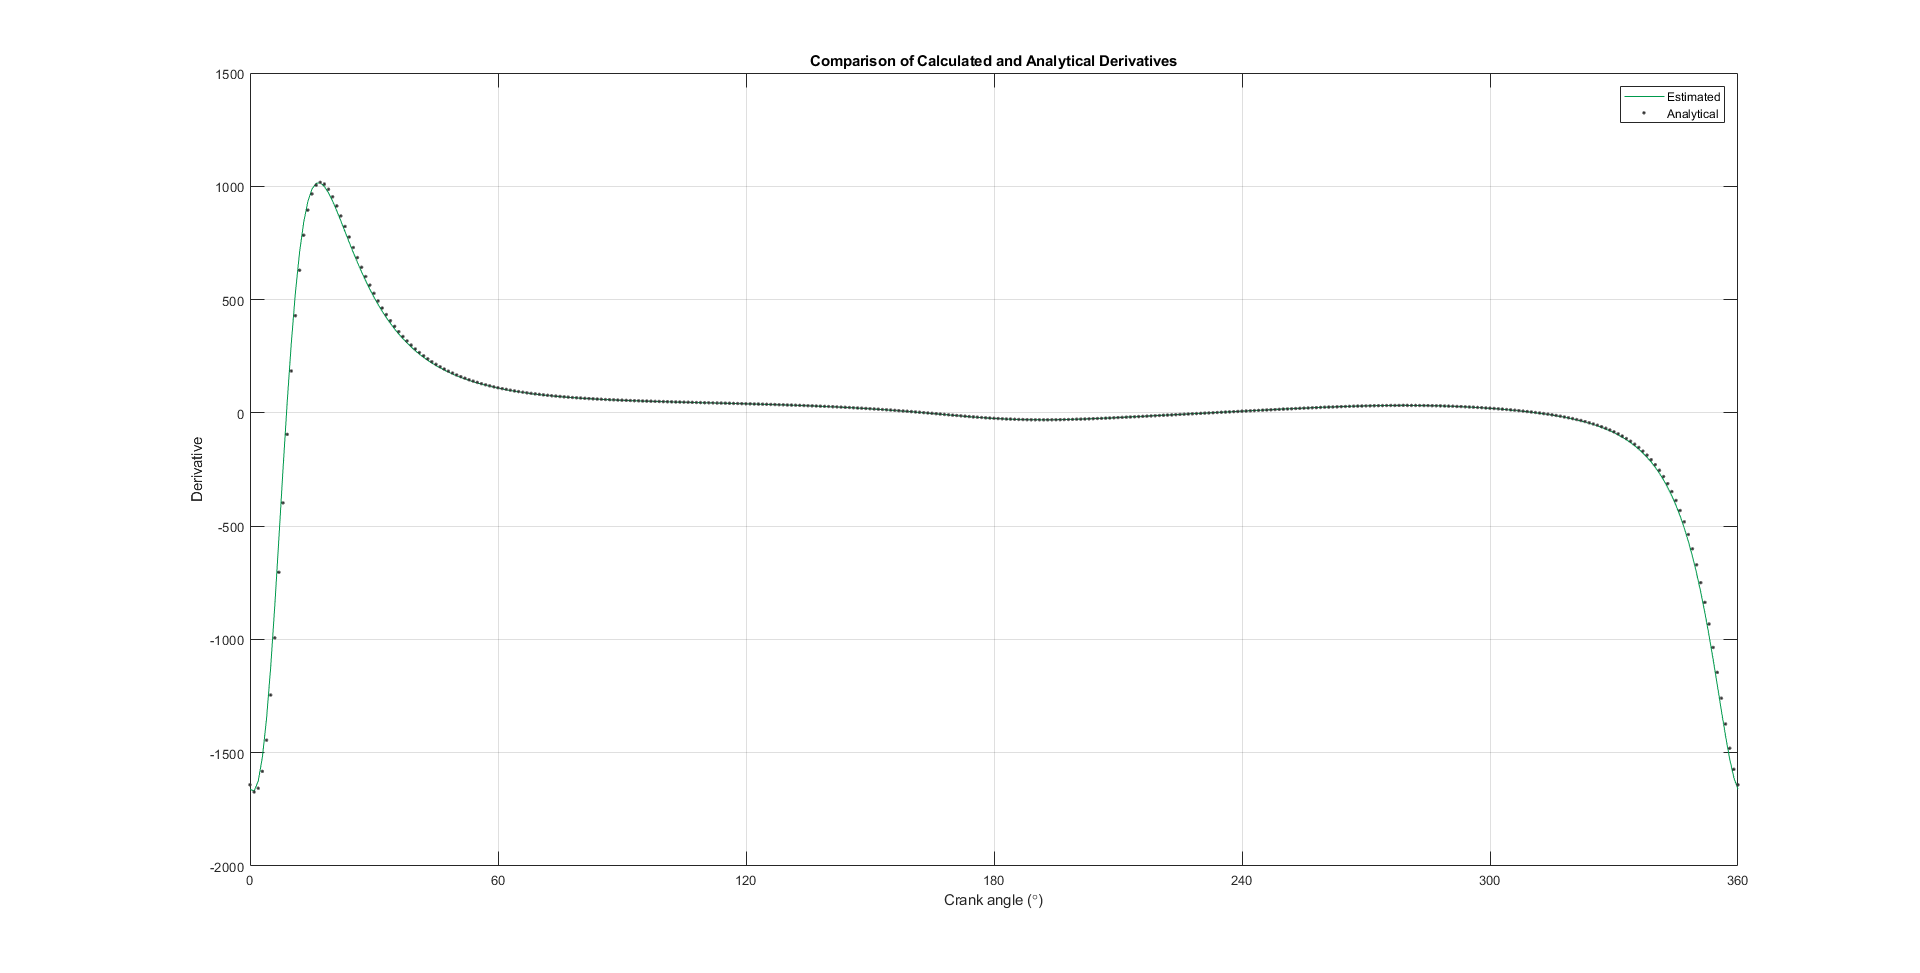 Comparison of Calculated and Analytical Derivatives
1500
1000
500
0
-500
-1000
-1500
-2000
Derivative
Estimated
Analytical
0 60 120 180 240 300 360
Crank angle (°)